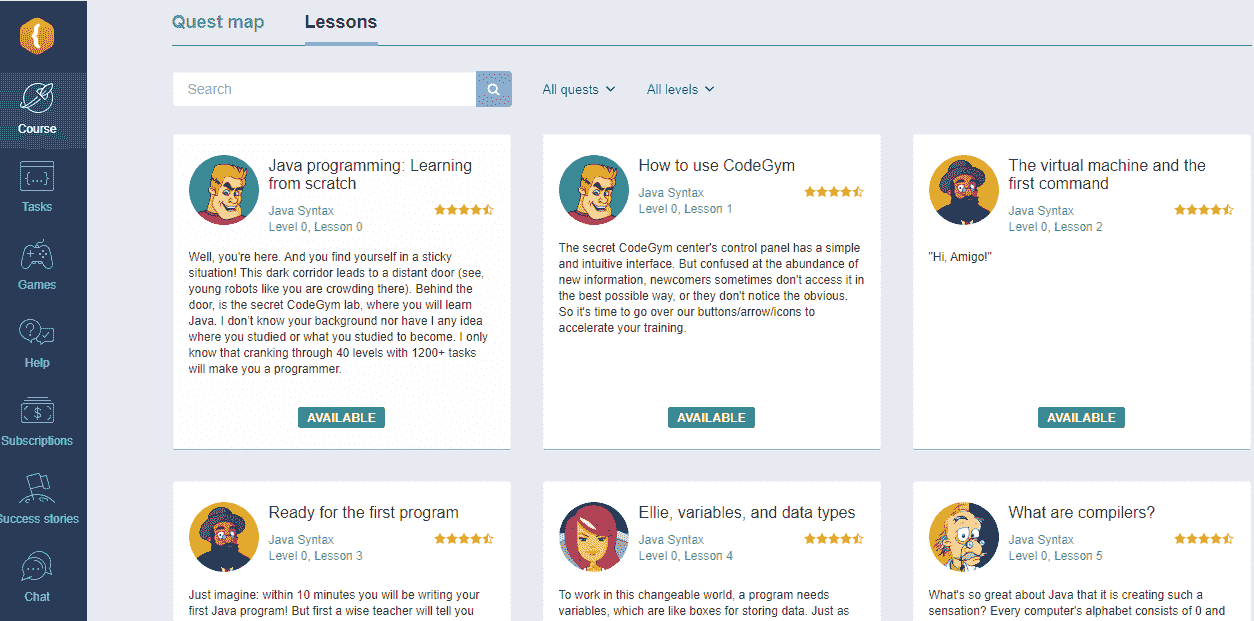 Quest map
Lessons
Search
All quests
All levels
Course
Tasks
{...}
Games
Help
Subscriptions
Success stories
Chat
Java programming: Learning
from scratch
Java Syntax
Level 0, Lesson 0
Well, you're here. And you find yourself in a sticky
situation! This dark corridor leads to a distant door (see,
young robots like you are crowding there). Behind the
door, is the secret CodeGym lab, where you will learn
Java. I don't know your background nor have I any idea
where you studied or what you studied to become. I only
know that cranking through 40 levels with 1200+ tasks
will make you a programmer.
AVAILABLE
How to use CodeGym
Java Syntax
Level 0, Lesson 1
The secret CodeGym center's control panel has a simple
and intuitive interface. But confused at the abundance of
new information, newcomers sometimes don't access it in
the best possible way, or they don't notice the obvious.
So it's time to go over our buttons/arrow/icons to
accelerate your training.
AVAILABLE
The virtual machine and the
first command
Java Syntax
Level 0, Lesson 2
"Hi, Amigo!"
AVAILABLE
Ready for the first program
Java Syntax
Level 0, Lesson 3
Just imagine: within 10 minutes you will be writing your
first Java program! But first a wise teacher will tell you
Ellie, variables, and data types
Java Syntax
Level 0, Lesson 4
To work in this changeable world, a program needs
variables, which are like boxes for storing data. Just as
What are compilers?
Java Syntax
Level 0, Lesson 5
What's so great about Java that it is creating such a
sensation? Every computer's alphabet consists of 0 and